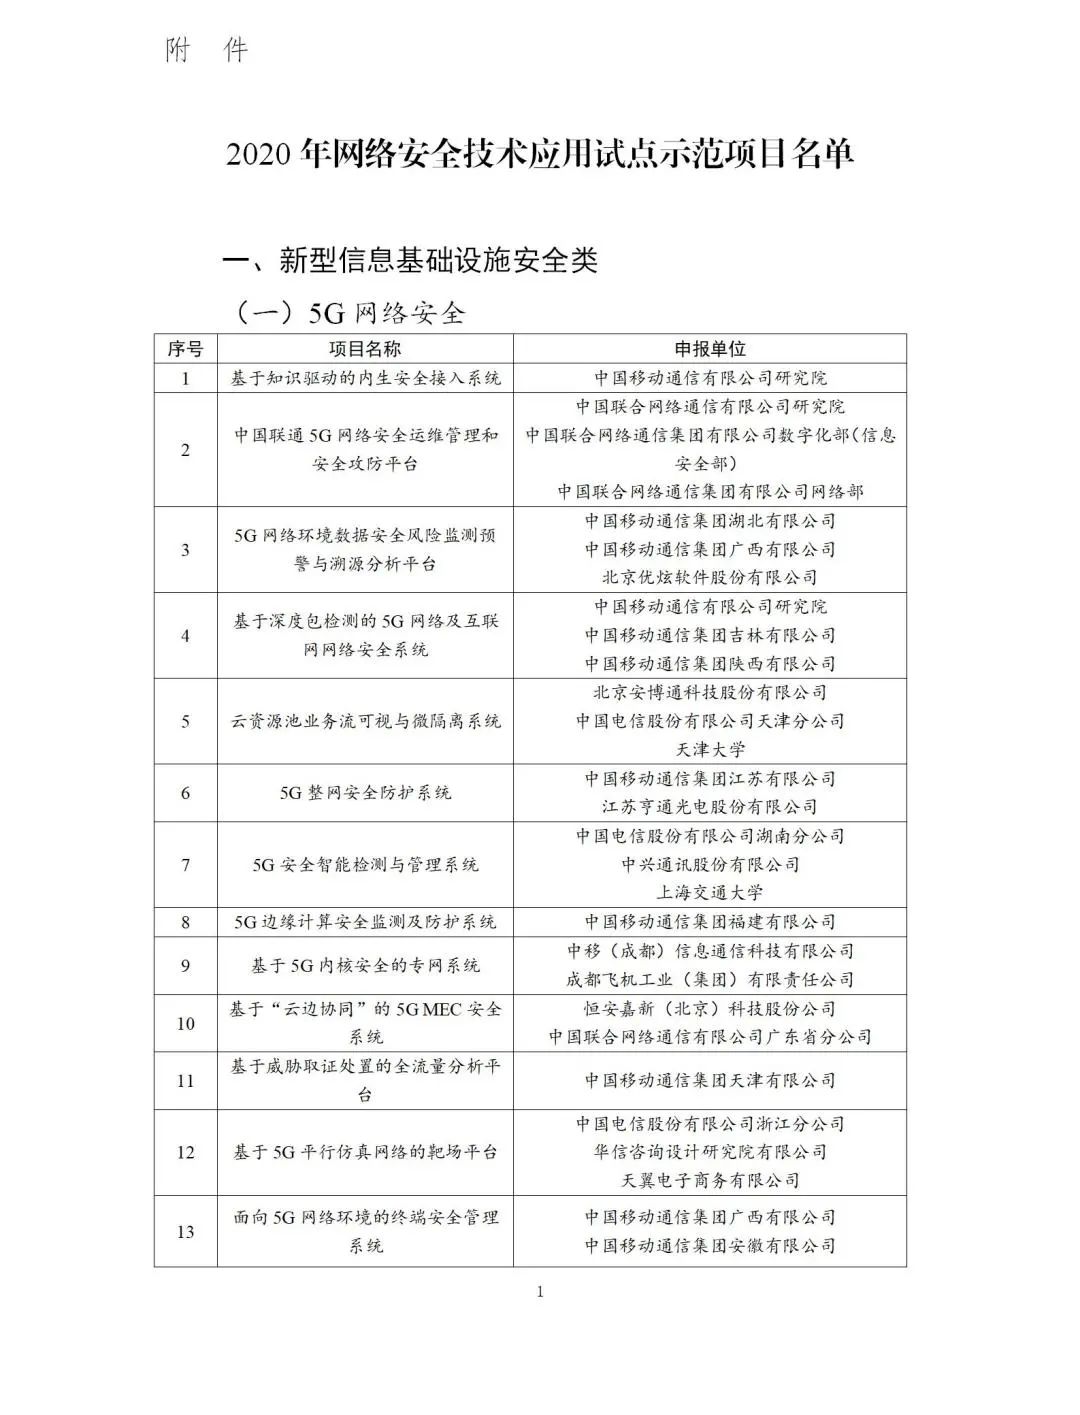 附 件
2020 年网络安全技术应用试点示范项目名单
一、新型信息基础设施安全类
（一）5G 网络安全
序号 项目名称 申报单位
1 基于知识驱动的内生安全接入系统 中国移动通信有限公司研究院
2
中国联通 5G 网络安全运维管理和
安全攻防平台
中国联合网络通信有限公司研究院
中国联合网络通信集团有限公司数字化部（信息
安全部）
中国联合网络通信集团有限公司网络部
3
5G 网络环境数据安全风险监测预
警与溯源分析平台
中国移动通信集团湖北有限公司
中国移动通信集团广西有限公司
北京优炫软件股份有限公司
4
基于深度包检测的 5G 网络及互联
网网络安全系统
中国移动通信有限公司研究院
中国移动通信集团吉林有限公司
中国移动通信集团陕西有限公司
5
云资源池业务流可视与微隔离系统
北京安博通科技股份有限公司
中国电信股份有限公司天津分公司
天津大学
6
5G 整网安全防护系统
中国移动通信集团江苏有限公司
江苏亨通光电股份有限公司
7
5G 安全智能检测与管理系统
中国电信股份有限公司湖南分公司
中兴通讯股份有限公司
上海交通大学
8 5G 边缘计算安全监测及防护系统 中国移动通信集团福建有限公司
9
基于 5G 内核安全的专网系统
中移（成都）信息通信科技有限公司
成都飞机工业（集团）有限责任公司
10
基于“云边协同”的 5G MEC 安全
系统
恒安嘉新（北京）科技股份公司
中国联合网络通信有限公司广东省分公司
11
基于威胁取证处置的全流量分析平
台
中国移动通信集团天津有限公司
12
基于 5G 平行仿真网络的靶场平台
中国电信股份有限公司浙江分公司
华信咨询设计研究院有限公司
天翼电子商务有限公司
13
面向 5G 网络环境的终端安全管理
系统
中国移动通信集团广西有限公司
中国移动通信集团安徽有限公司
1